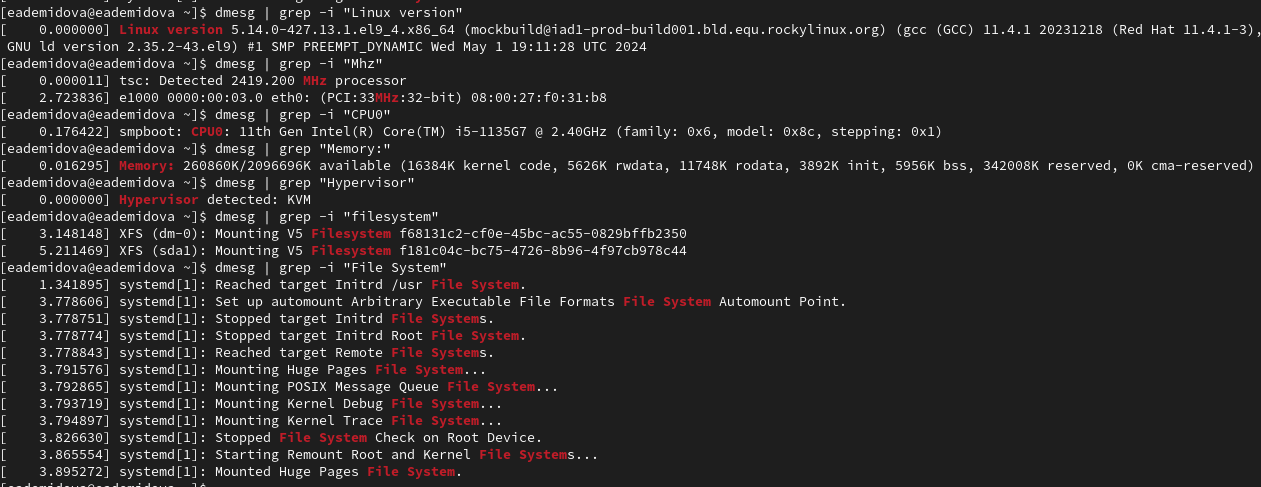 [eademidova@eademidova ~]$ dmesg | grep -i "Linux version"
[    0.000000] Linux version 5.14.0-427.13.1.el9_4.x86_64 (mockbuild@iad1-prod-build001.bld.equ.rockylinux.org) (gcc (GCC) 11.4.1 20231218 (Red Hat 11.4.1-3),
 GNU ld version 2.35.2-43.el9) #1 SMP PREEMPT_DYNAMIC Wed May 1 19:11:28 UTC 2024
[eademidova@eademidova ~]$ dmesg | grep -i "Mhz"
[    0.000011] tsc: Detected 2419.200 MHz processor
[    2.723836] e1000 0000:00:03.0 eth0: (PCI:33MHz:32-bit) 08:00:27:f0:31:b8
[eademidova@eademidova ~]$ dmesg | grep -i "CPU0"
[    0.176422] smpboot: CPU0: 11th Gen Intel(R) Core(TM) i5-1135G7 @ 2.40GHz (family: 0x6, model: 0x8c, stepping: 0x1)
[eademidova@eademidova ~]$ dmesg | grep "Memory:"
[    0.016295] Memory: 260860K/2096696K available (16384K kernel code, 5626K rwdata, 11748K rodata, 3892K init, 5956K bss, 342008K reserved, 0K cma-reserved)
[eademidova@eademidova ~]$ dmesg | grep "Hypervisor"
[    0.000000] Hypervisor detected: KVM
[eademidova@eademidova ~]$ dmesg | grep -i "filesystem"
[    3.148148] XFS (dm-0): Mounting V5 Filesystem f68131c2-cf0e-45bc-ac55-0829bffb2350
[    5.211469] XFS (sda1): Mounting V5 Filesystem f181c04c-bc75-4726-8b96-4f97cb978c44
[eademidova@eademidova ~]$ dmesg | grep -i "File System"
[    1.341895] systemd[1]: Reached target Initrd /usr File System.
[    3.778606] systemd[1]: Set up automount Arbitrary Executable File Formats File System Automount Point.
[    3.778751] systemd[1]: Stopped target Initrd File Systems.
[    3.778774] systemd[1]: Stopped target Initrd Root File System.
[    3.778843] systemd[1]: Reached target Remote File Systems.
[    3.791576] systemd[1]: Mounting Huge Pages File System...
[    3.792865] systemd[1]: Mounting POSIX Message Queue File System...
[    3.793719] systemd[1]: Mounting Kernel Debug File System...
[    3.794897] systemd[1]: Mounting Kernel Trace File System...
[    3.826630] systemd[1]: Stopped File System Check on Root Device.
[    3.865554] systemd[1]: Starting Remount Root and Kernel File Systems...
[    3.895272] systemd[1]: Mounted Huge Pages File System.